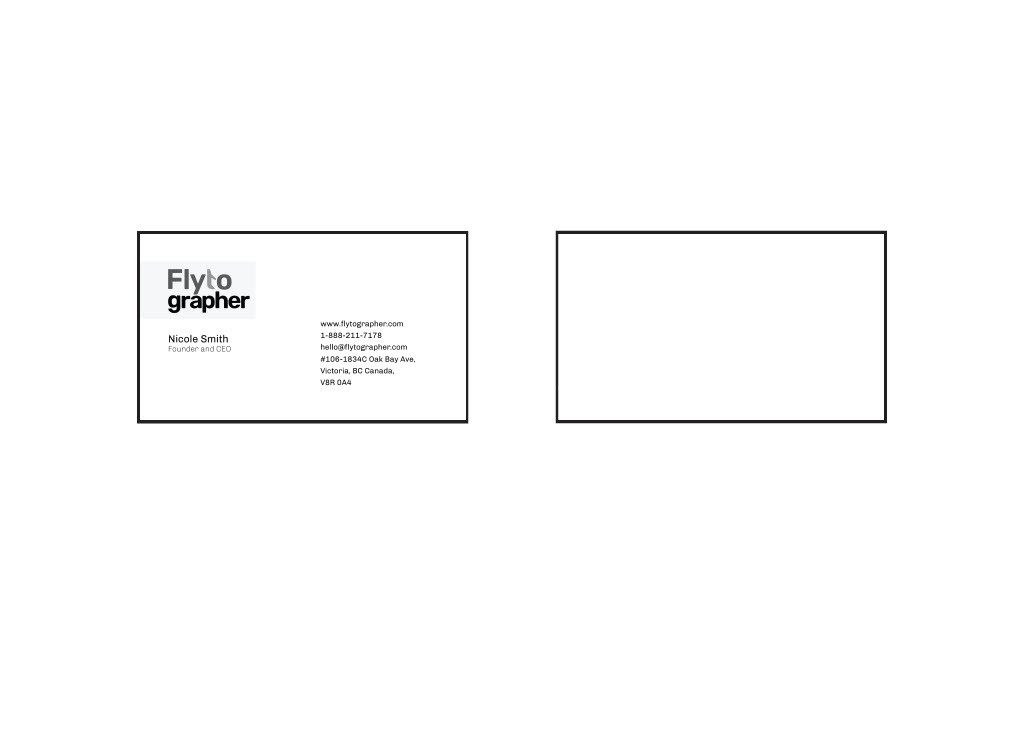 Flyto
grapher
Nicole Smith
Founder and CEO
www.flytographer.com
1-888-211-7178
hello@flytographer.com
#106-1834C Oak Bay Ave,
Victoria, BC Canada,
V8R 0A4